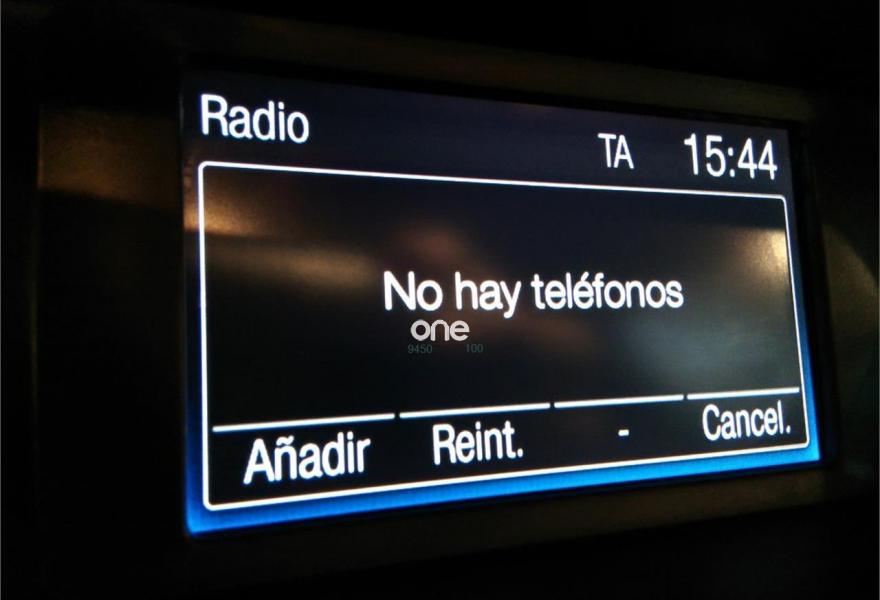 Radio
TA 15:44
No hay teléfonos
one
9450 100
Añadir Reint. - Cancel.